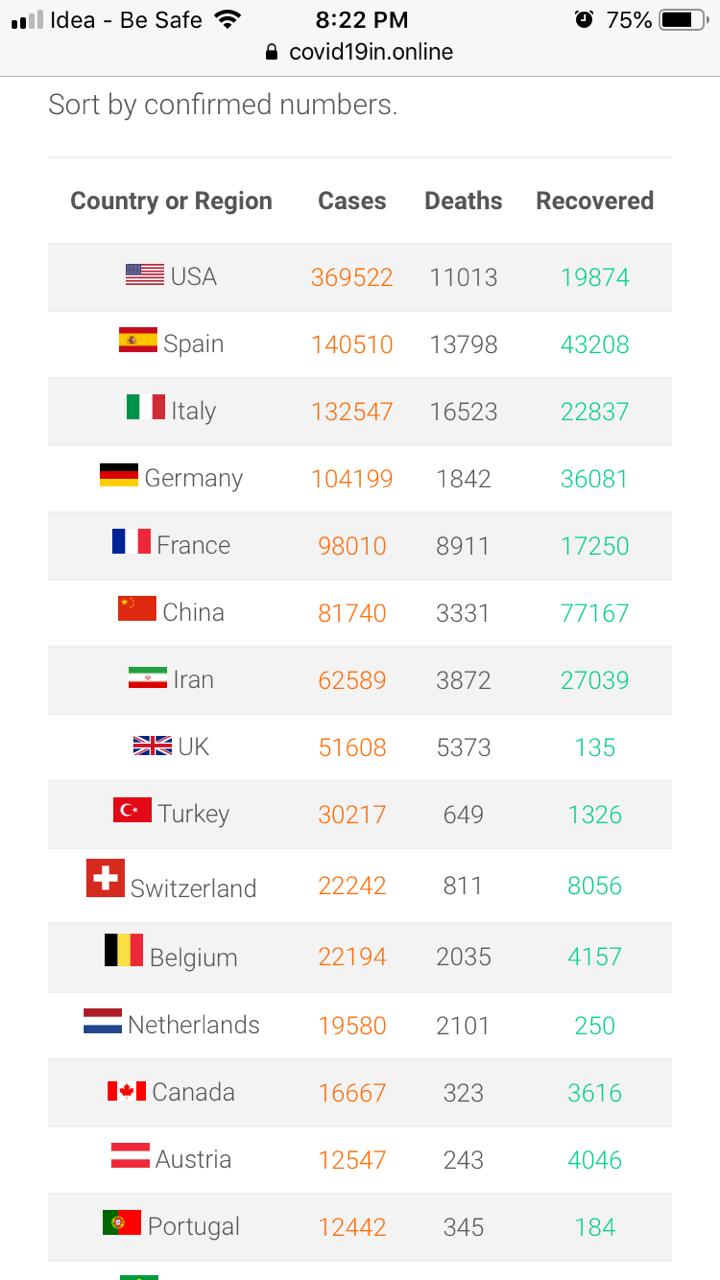 Idea - Be Safe 8:22 PM 75%
covid19in.online
Sort by confirmed numbers.
Country or Region Cases Deaths Recovered
USA 369522 11013 19874
Spain 140510 13798 43208
Italy 132547 16523 22837
Germany 104199 1842 36081
France 98010 8911 17250
China 81740 3331 77167
Iran 62589 3872 27039
UK 51608 5373 135
Turkey 30217 649 1326
Switzerland 22242 811 8056
Belgium 22194 2035 4157
Netherlands 19580 2101 250
Canada 16667 323 3616
Austria 12547 243 4046
Portugal 12442 345 184